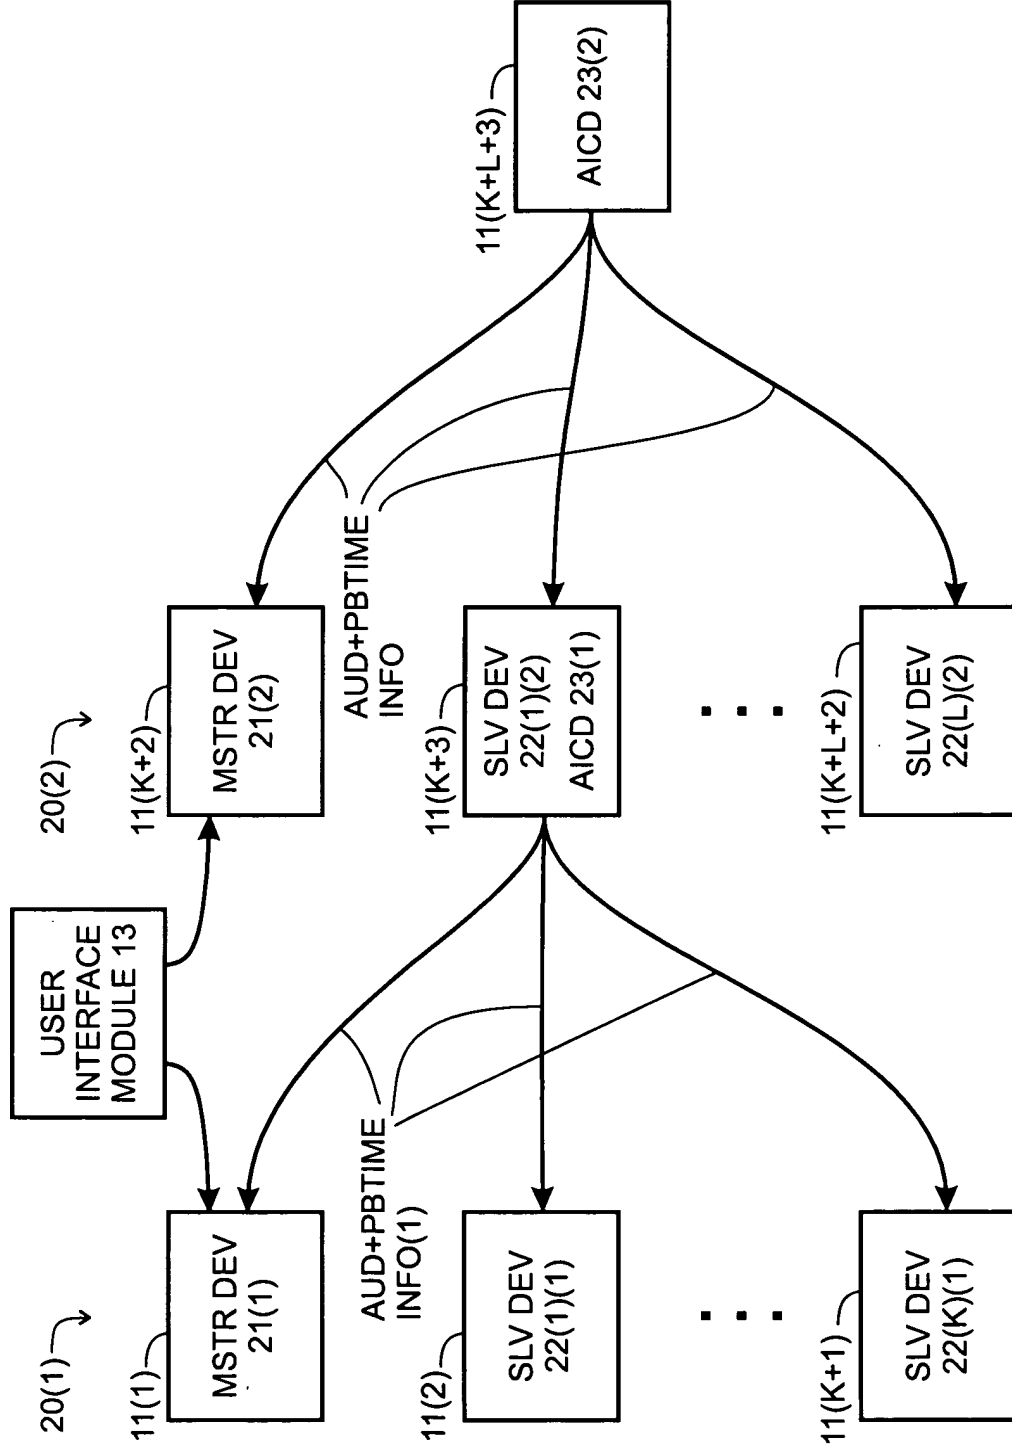 20(1)
20(2)
USER
INTERFACE
MODULE 13
11(1)
MSTR DEV
21(1)
11(K+2)
MSTR DEV
21(2)
AUD+PBTIME
INFO(1)
AUD+PBTIME
INFO
11(2)
SLV DEV
22(1)(1)
11(K+3)
SLV DEV
22(1)(2)
AICD 23(1)
11(K+L+3)
AICD 23(2)
11(K+1)
SLV DEV
22(K)(1)
11(K+L+2)
SLV DEV
22(L)(2)